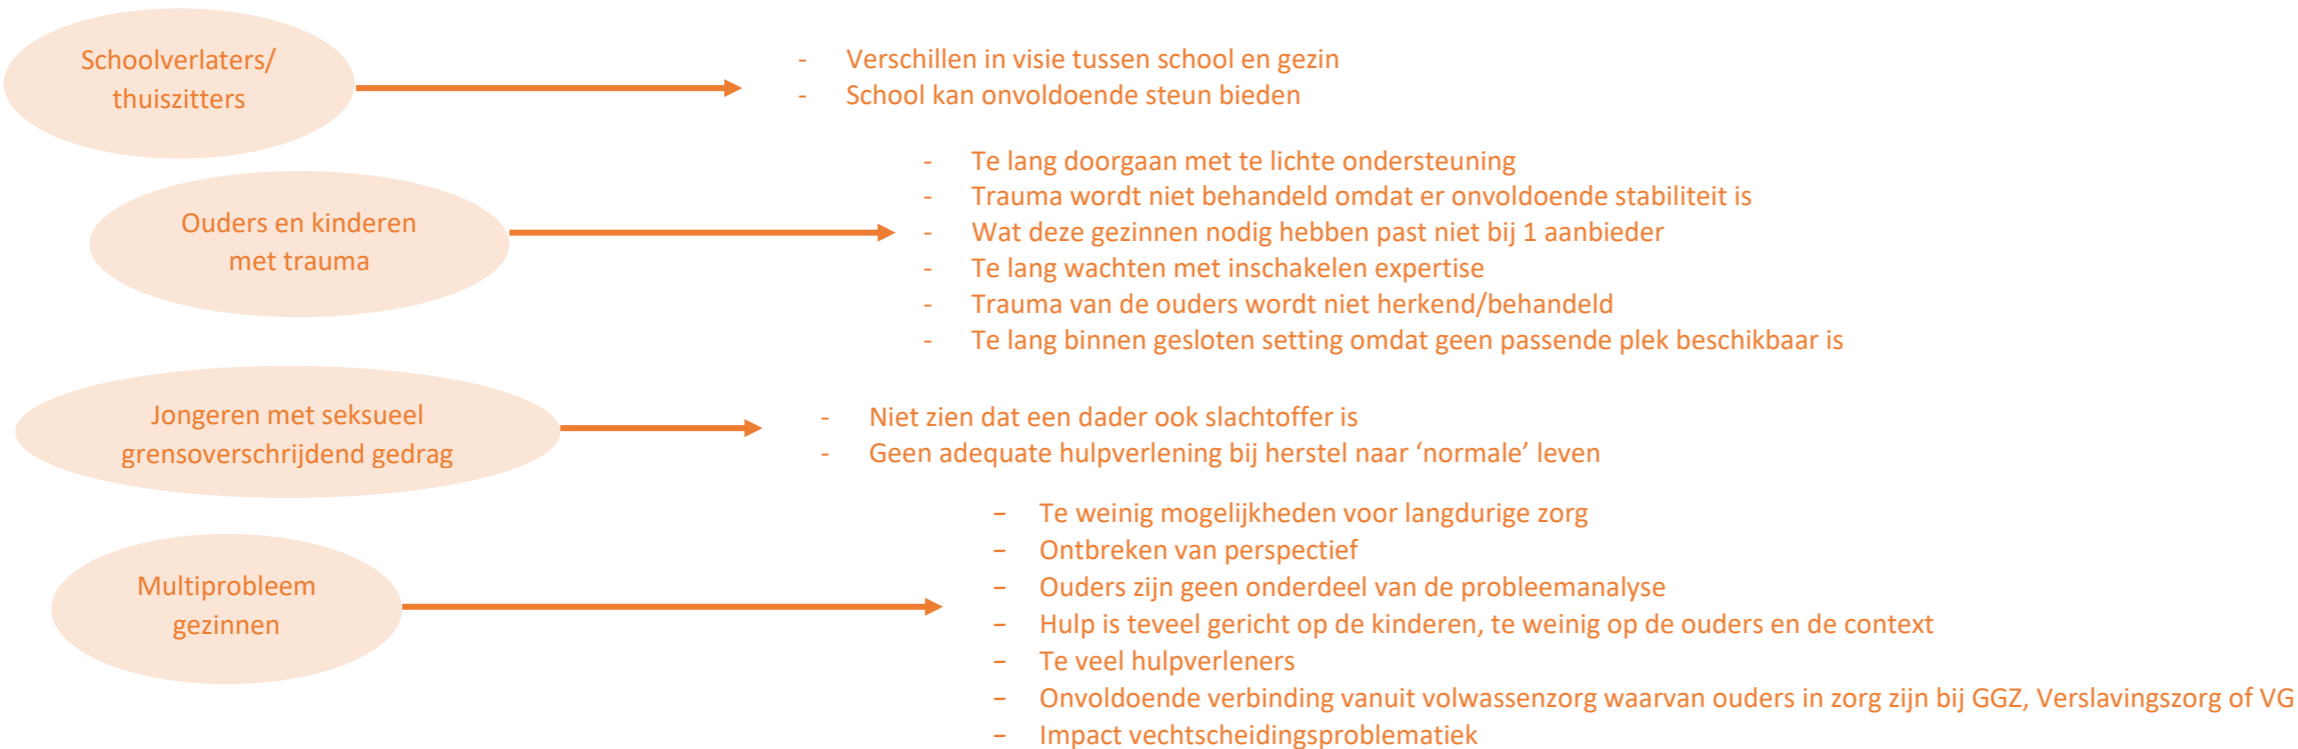 Schoolverlaters/
thuiszitters
- Verschillen in visie tussen school en gezin
- School kan onvoldoende steun bieden
Ouders en kinderen
met trauma
- Te lang doorgaan met te lichte ondersteuning
- Trauma wordt niet behandeld omdat er onvoldoende stabiliteit is
- Wat deze gezinnen nodig hebben past niet bij 1 aanbieder
- Te lang wachten met inschakelen expertise
- Trauma van de ouders wordt niet herkend/behandeld
- Te lang binnen gesloten setting omdat geen passende plek beschikbaar is
Jongeren met seksueel
grensoverschrijdend gedrag
- Niet zien dat een dader ook slachtoffer is
- Geen adequate hulpverlening bij herstel naar ‘normale’ leven
Multiprobleem
gezinnen
– Te weinig mogelijkheden voor langdurige zorg
– Ontbreken van perspectief
– Ouders zijn geen onderdeel van de probleemanalyse
– Hulp is teveel gericht op de kinderen, te weinig op de ouders en de context
– Te veel hulpverleners
– Onvoldoende verbinding vanuit volwassenzorg waarvan ouders in zorg zijn bij GGZ, Verslavingszorg of VG
– Impact vechtscheidingsproblematiek